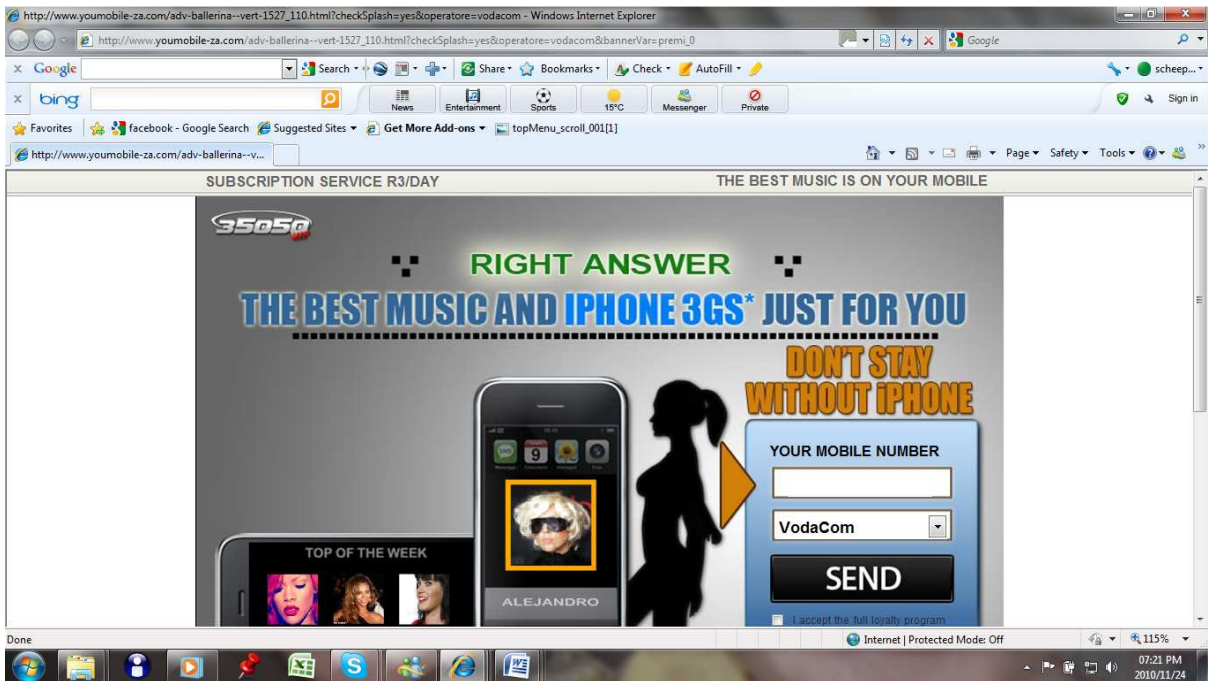 http://www.youmobile-za.com/adv-ballerina--vert-1527_110.html?checkSplash=yes&operatore=vodacom - Windows Internet Explorer
http://www.youmobile-za.com/adv-ballerina--vert-1527_110.html?checkSplash=yes&operatore=vodacom&bannerVar=premi_0
Google
x Google Search Share Bookmarks Check AutoFill scheep...
x bing News Entertainment Sports 15°C Messenger Private Sign in
Favorites facebook - Google Search Suggested Sites Get More Add-ons topMenu_scroll_001[1]
http://www.youmobile-za.com/adv-ballerina--v... Page Safety Tools
SUBSCRIPTION SERVICE R3/DAY THE BEST MUSIC IS ON YOUR MOBILE
35050
RIGHT ANSWER
THE BEST MUSIC AND IPHONE 3GS* JUST FOR YOU
DON'T STAY
WITHOUT iPHONE
YOUR MOBILE NUMBER
VodaCom
SEND
I accept the full loyalty program
9
TOP OF THE WEEK
ALEJANDRO
Done Internet | Protected Mode: Off 115%
07:21 PM
2010/11/24